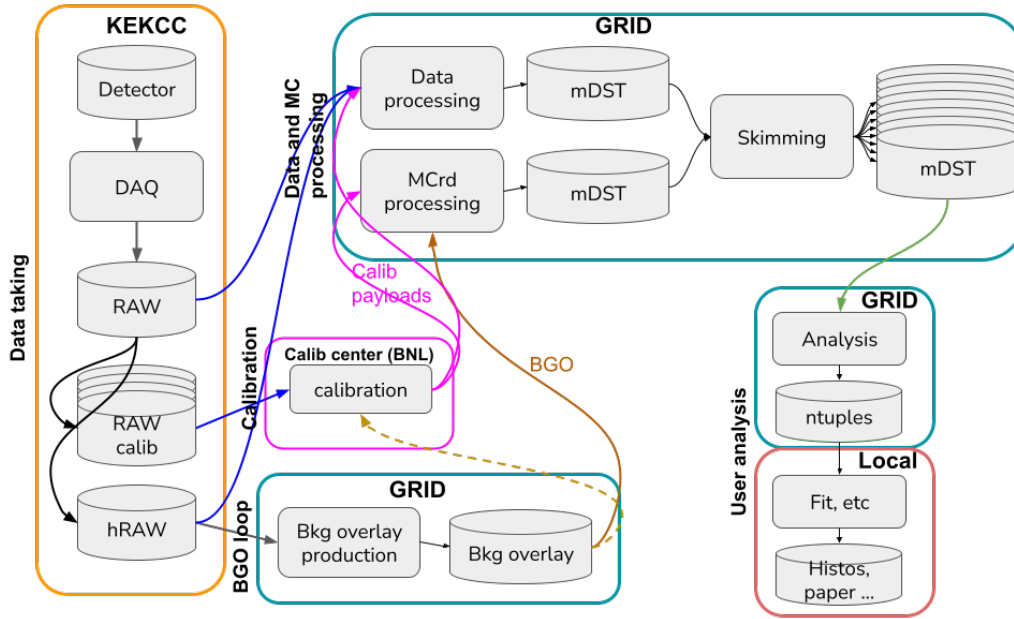 KEKCC
Detector
DAQ
RAW
RAW
calib
hRAW
Data taking
GRID
Data and MC
processing
Data
processing
mDST
MCrd
processing
mDST
Skimming
mDST
Calib
payloads
Calibration
Calib center (BNL)
calibration
BGO
BGO loop
GRID
Bkg overlay
production
Bkg overlay
User analysis
GRID
Analysis
ntuples
Local
Fit, etc
Histos,
paper ...